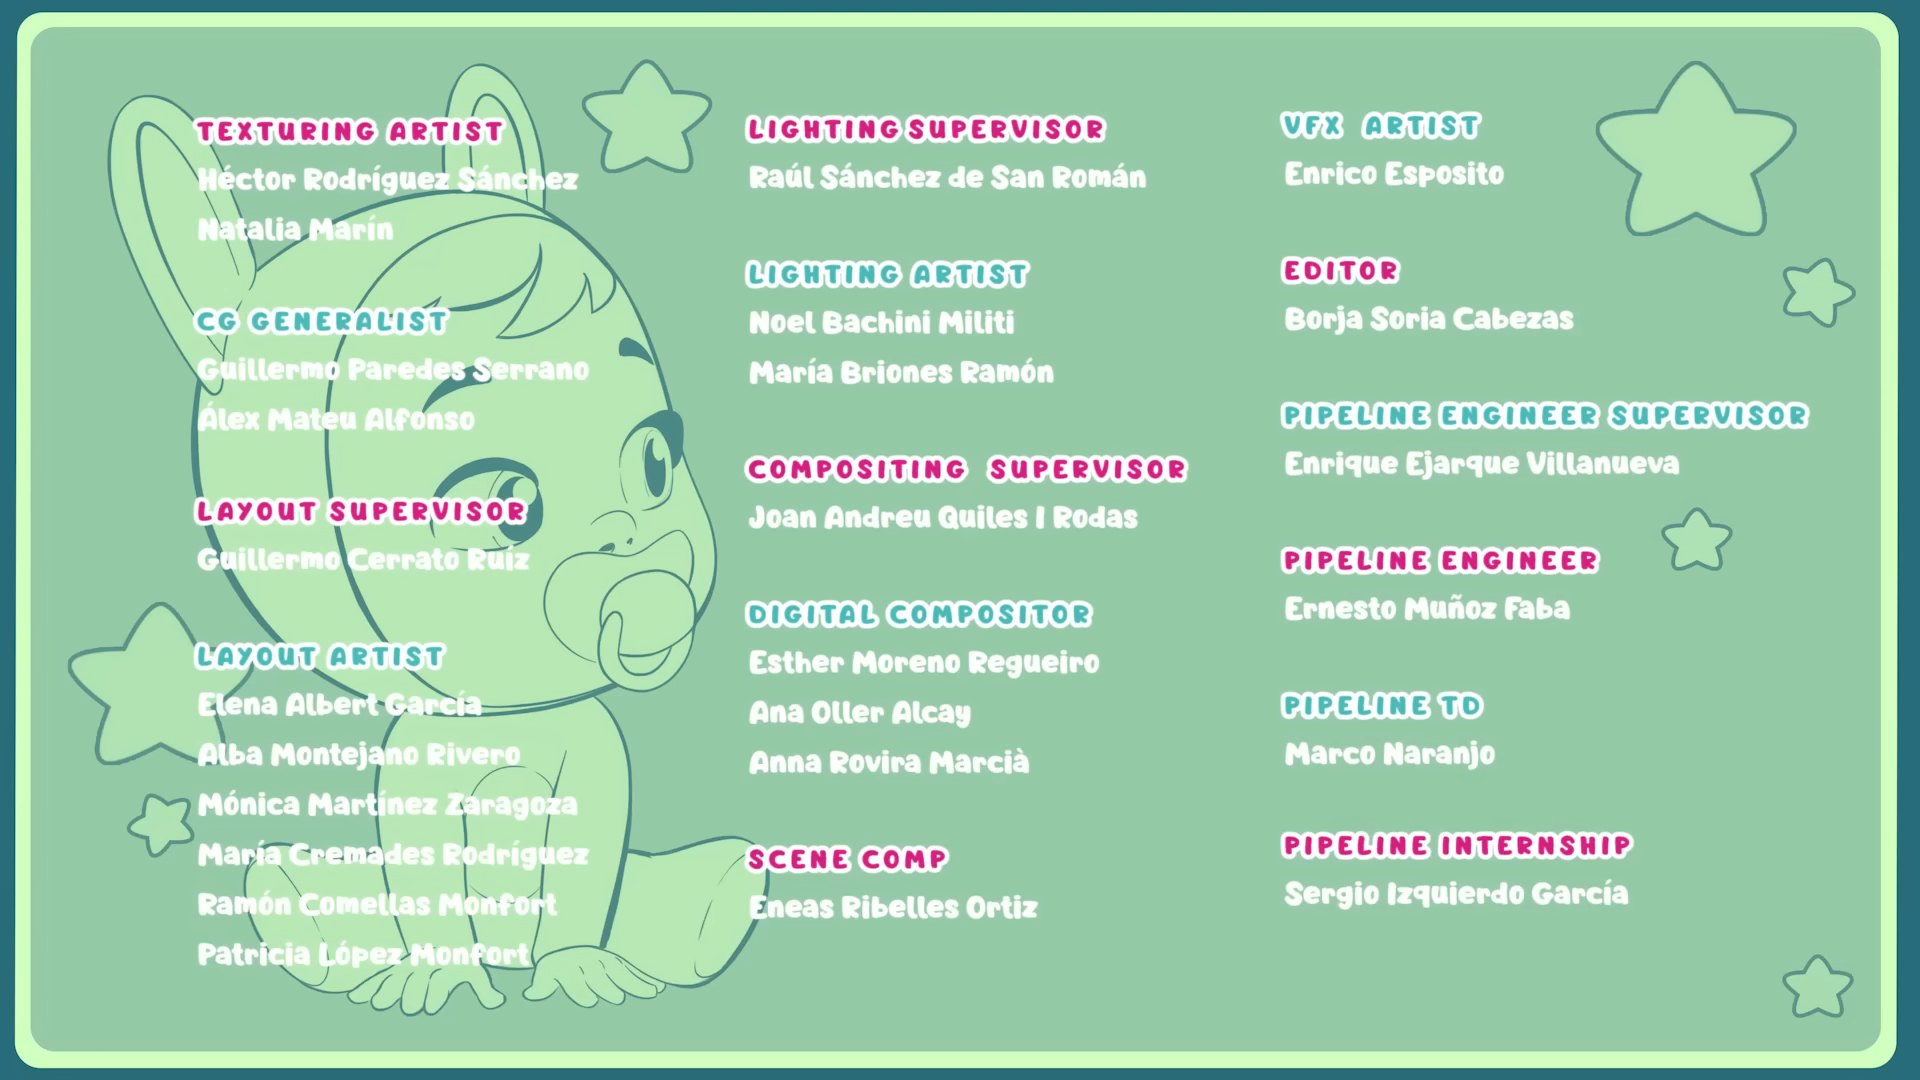 TEXTURING ARTIST
Héctor Rodríguez Sánchez
Natalia Marín
CG GENERALIST
Guillermo Paredes Serrano
Álex Mateu Alfonso
LAYOUT SUPERVISOR
Guillermo Cerrato Ruíz
LAYOUT ARTIST
Elena Albert García
Alba Montejano Rivero
Mónica Martínez Zaragoza
María Cremades Rodríguez
Ramón Comellas Monfort
Patricia López Monfort
LIGHTING SUPERVISOR
Raúl Sánchez de San Román
LIGHTING ARTIST
Noel Bachini Militi
María Briones Ramón
COMPOSITING SUPERVISOR
Joan Andreu Quiles I Rodas
DIGITAL COMPOSITOR
Esther Moreno Regueiro
Ana Oller Alcay
Anna Rovira Marcià
SCENE COMP
Eneas Ribelles Ortiz
VFX ARTIST
Enrico Esposito
EDITOR
Borja Soria Cabezas
PIPELINE ENGINEER SUPERVISOR
Enrique Ejarque Villanueva
PIPELINE ENGINEER
Ernesto Muñoz Faba
PIPELINE TD
Marco Naranjo
PIPELINE INTERNSHIP
Sergio Izquierdo García